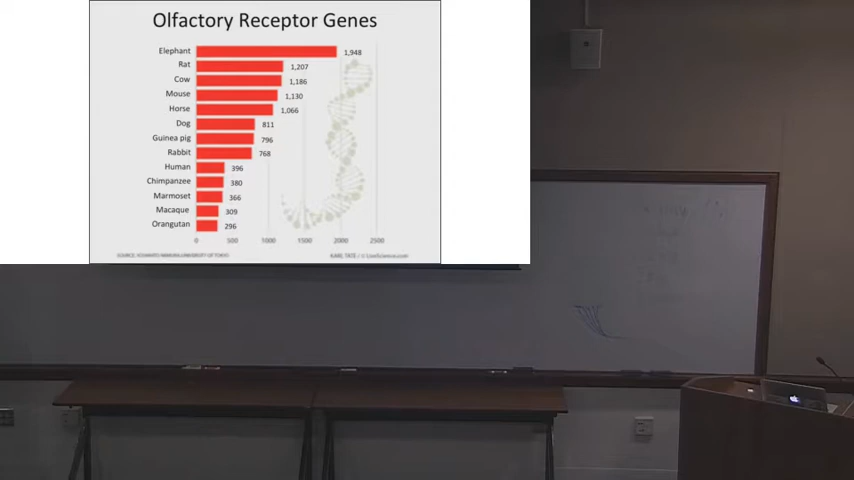 Olfactory Receptor Genes
Elephant 1,948
Rat 1,207
Cow 1,186
Mouse 1,130
Horse 1,066
Dog 811
Guinea pig 796
Rabbit 768
Human 396
Chimpanzee 380
Marmoset 366
Macaque 309
Orangutan 296
0 500 1000 1500 2000 2500
SOURCE: YOSHIHITO NIIMURA/UNIVERSITY OF TOKYO KARL TATE / © LiveScience.com